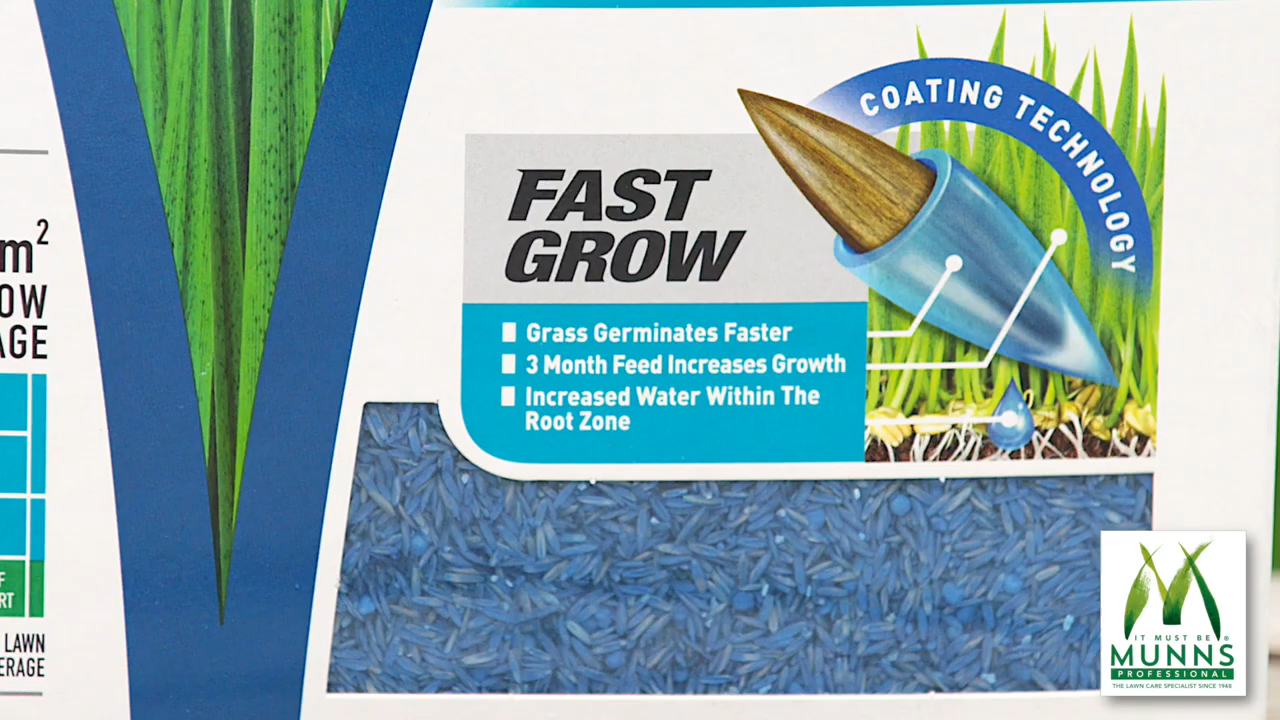 m²
OW
AGE
F
RT
LAWN
ERAGE
COATING TECHNOLOGY
FAST
GROW
Grass Germinates Faster
3 Month Feed Increases Growth
Increased Water Within The
Root Zone
IT MUST BE ®
MUNNS
PROFESSIONAL
THE LAWN CARE SPECIALIST SINCE 1948